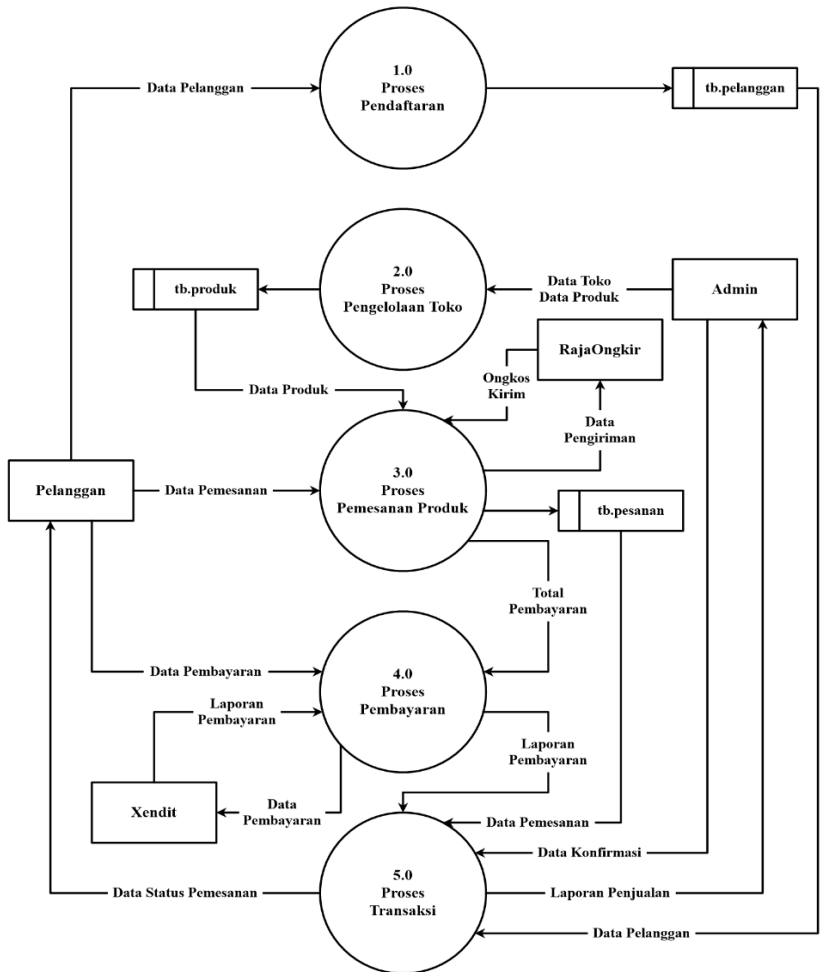 1.0
Proses
Pendaftaran
Data Pelanggan
tb.pelanggan
2.0
Proses
Pengelolaan Toko
tb.produk
Data Toko
Data Produk
Admin
RajaOngkir
Ongkos
Kirim
Data Produk
Data
Pengiriman
Pelanggan
Data Pemesanan
3.0
Proses
Pemesanan Produk
tb.pesanan
Total
Pembayaran
Data Pembayaran
4.0
Proses
Pembayaran
Laporan
Pembayaran
Laporan
Pembayaran
Xendit
Data
Pembayaran
Data Pemesanan
Data Konfirmasi
5.0
Proses
Transaksi
Data Status Pemesanan
Laporan Penjualan
Data Pelanggan